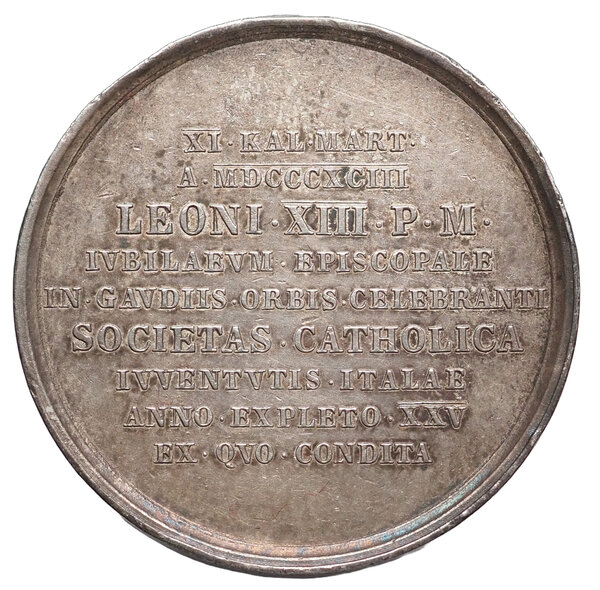 XI · KAL · MART ·
A · MDCCCXCIII
LEONI · XIII · P · M ·
IVBILAEVM · EPISCOPALE
IN · GAVDIIS · ORBIS · CELEBRANTI
SOCIETAS · CATHOLICA
IVVENTVTIS · ITALAE
ANNO · EXPLETO · XXV
EX · QVO · CONDITA